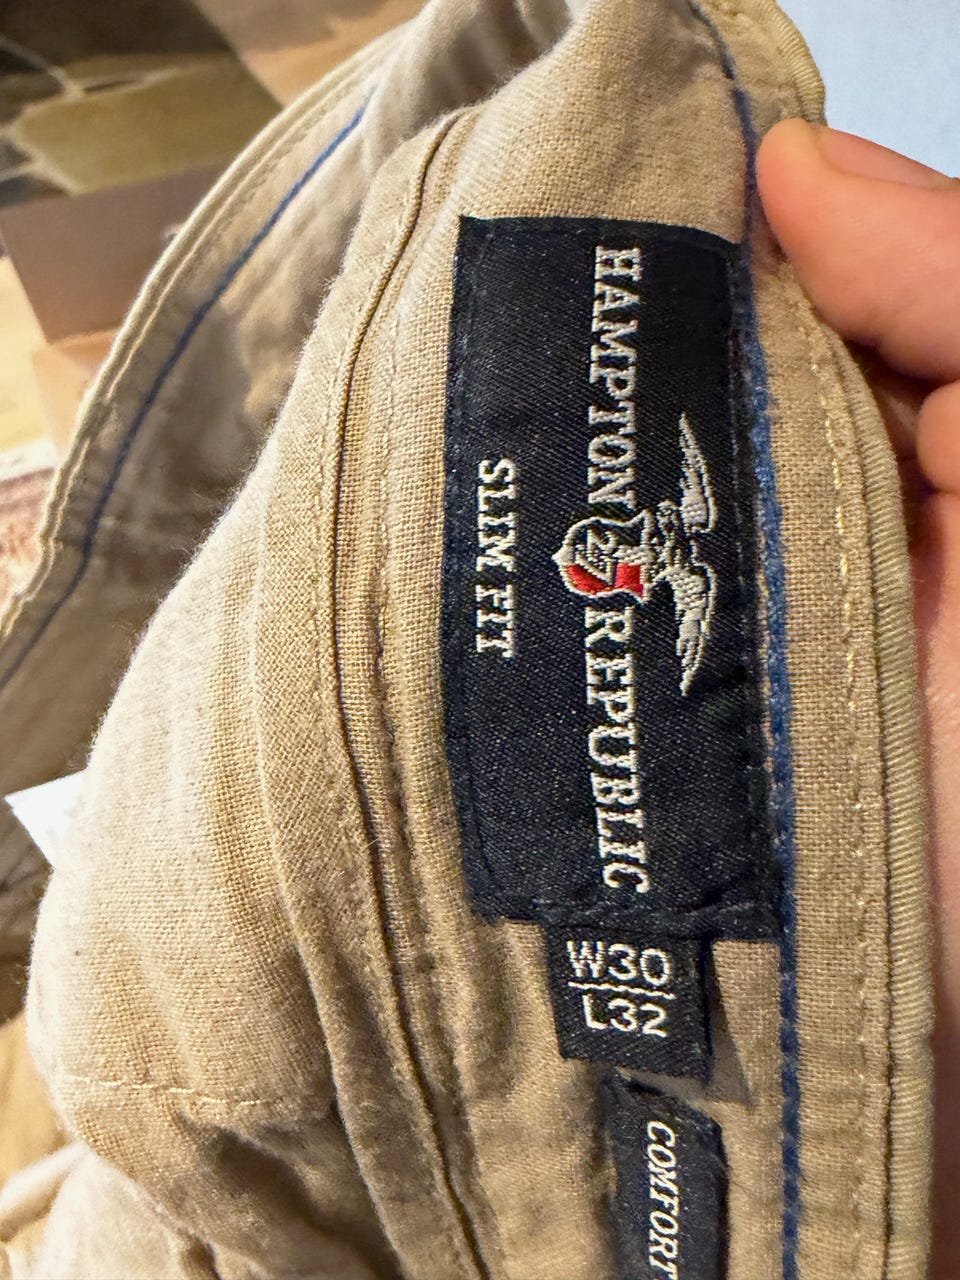 HAMPTON REPUBLIC
27
SLIM FIT
W30
L32
COMFORT